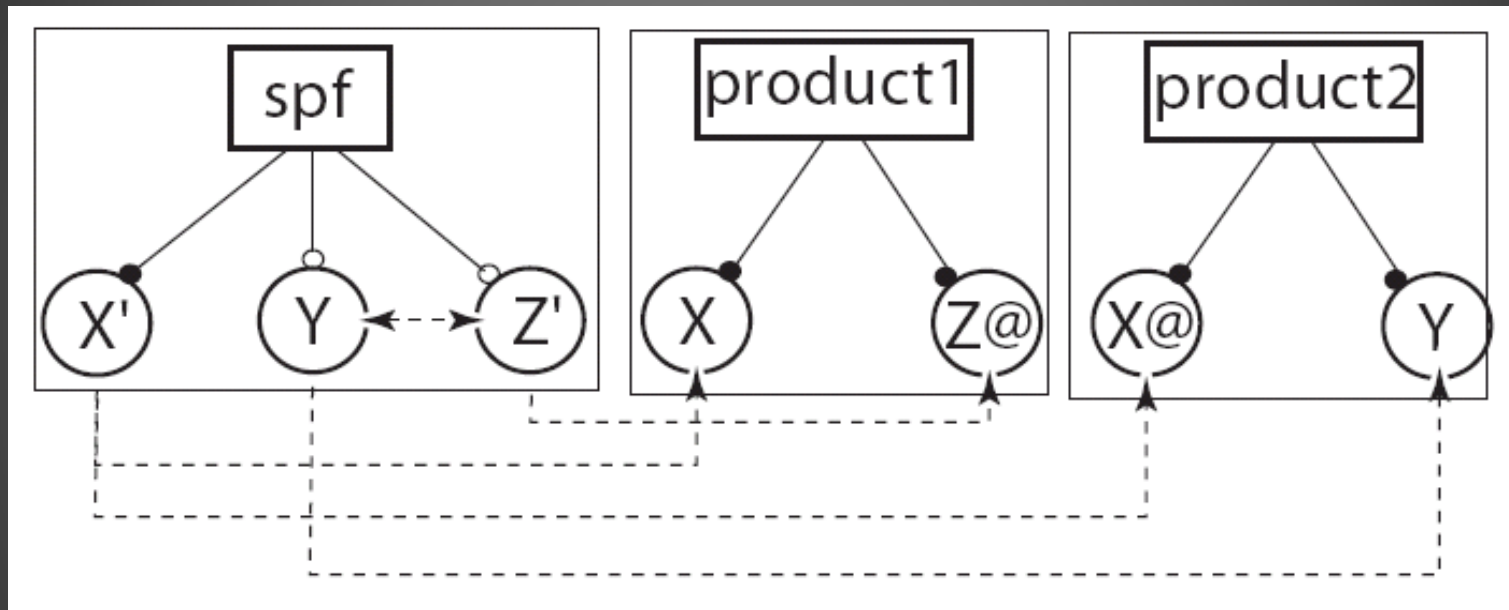 spf
product1
product2
X'
Y
Z'
X
Z@
X@
Y